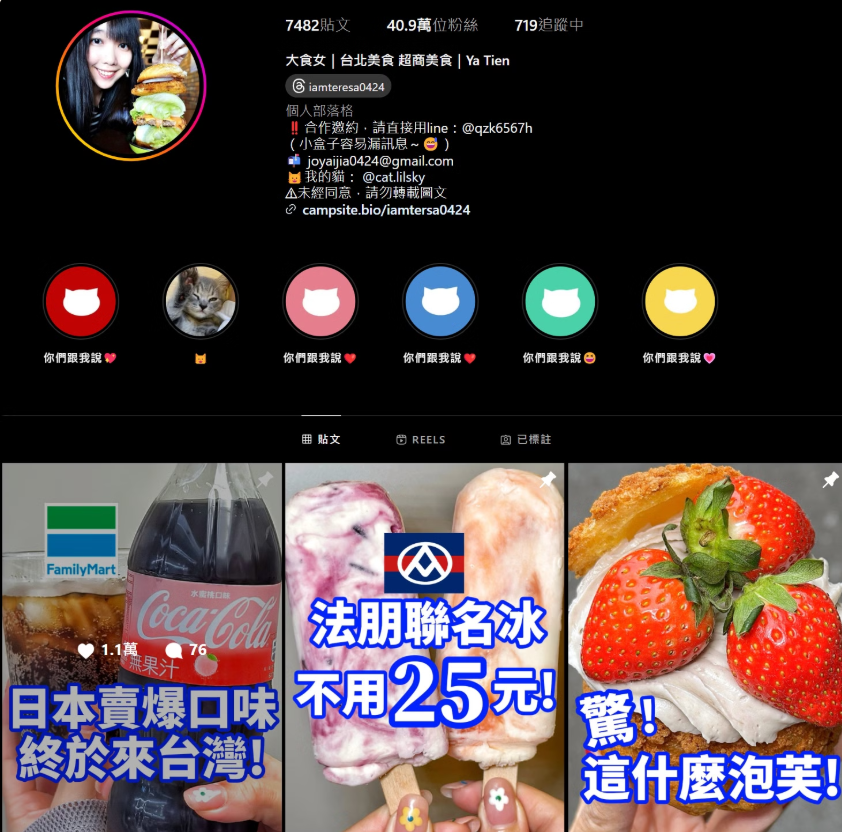 7482貼文 40.9萬位粉絲 719追蹤中
大食女 | 台北美食 超商美食 | Ya Tien
iamteresa0424
個人部落格
‼️合作邀約，請直接用line：@qzk6567h
（小盒子容易漏訊息～😅）
📬 joyaijia0424@gmail.com
🐱我的貓： @cat.lilsky
⚠未經同意，請勿轉載圖文
campsite.bio/iamtersa0424
你們跟我說💖
🐱
你們跟我說❤️
你們跟我說❤️
你們跟我說😆
你們跟我說💗
貼文 REELS 已標註
FamilyMart
水蜜桃口味
Coca-Cola
無果汁
1.1萬 76
日本賣爆口味
終於來台灣!
法朋聯名冰
不用25元!
驚!
這什麼泡芙!